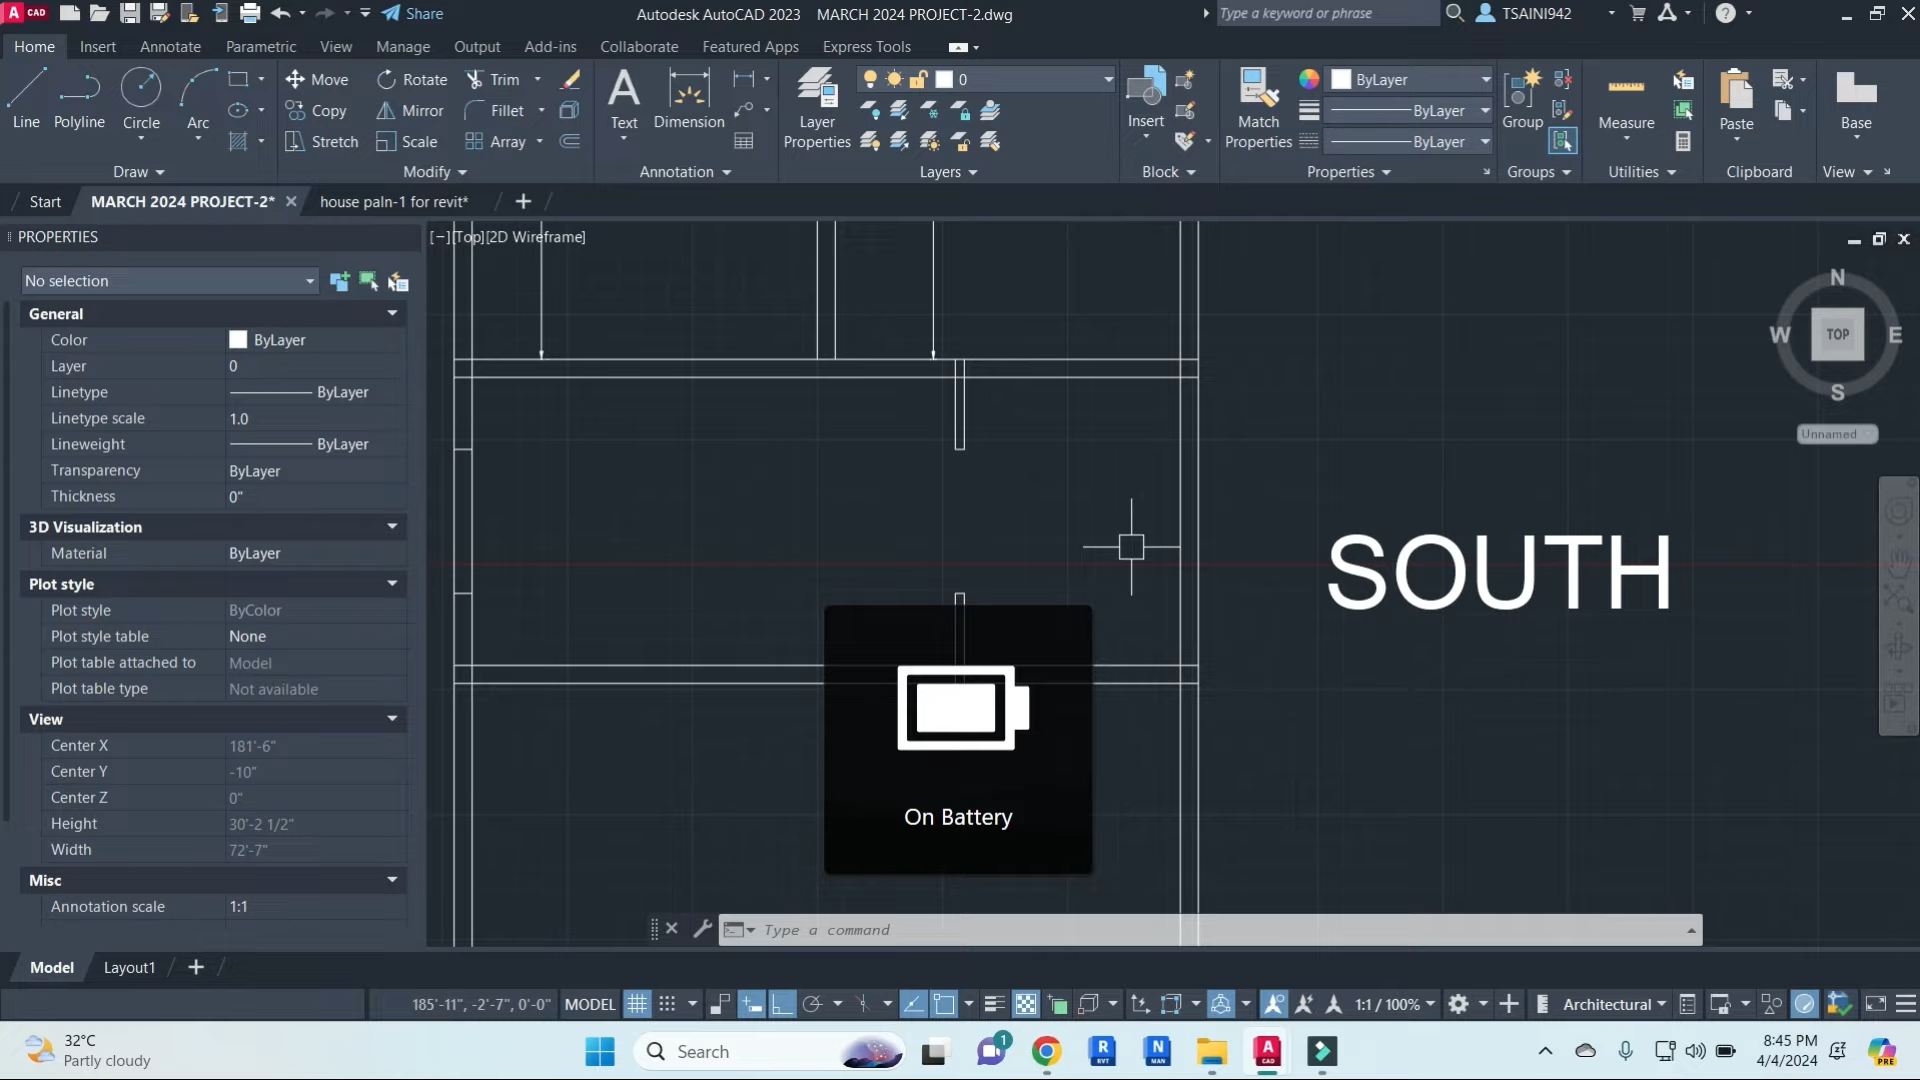 CAD
Share
Autodesk AutoCAD 2023 MARCH 2024 PROJECT-2.dwg
Type a keyword or phrase
TSAINI942
Home Insert Annotate Parametric View Manage Output Add-ins Collaborate Featured Apps Express Tools
Line Polyline Circle Arc
Move Rotate Trim
Copy Mirror Fillet
Stretch Scale Array
Text Dimension
Layer Properties
0
Insert
Match Properties
ByLayer
ByLayer
ByLayer
Group
Measure
Paste
Base
Draw Modify Annotation Layers Block Properties Groups Utilities Clipboard View
Start MARCH 2024 PROJECT-2* house paln-1 for revit*
PROPERTIES
[−][Top][2D Wireframe]
No selection
General
Color ByLayer
Layer 0
Linetype ByLayer
Linetype scale 1.0
Lineweight ByLayer
Transparency ByLayer
Thickness 0"
3D Visualization
Material ByLayer
Plot style
Plot style ByColor
Plot style table None
Plot table attached to Model
Plot table type Not available
View
Center X 181'-6"
Center Y -10"
Center Z 0"
Height 30'-2 1/2"
Width 72'-7"
Misc
Annotation scale 1:1
N
W TOP E
S
Unnamed
SOUTH
On Battery
Type a command
Model Layout1
185'-11", -2'-7", 0'-0" MODEL 1:1 / 100% Architectural
32°C
Partly cloudy
Search
1
R
RVT
N
MAN
A
CAD
8:45 PM
4/4/2024
PRE